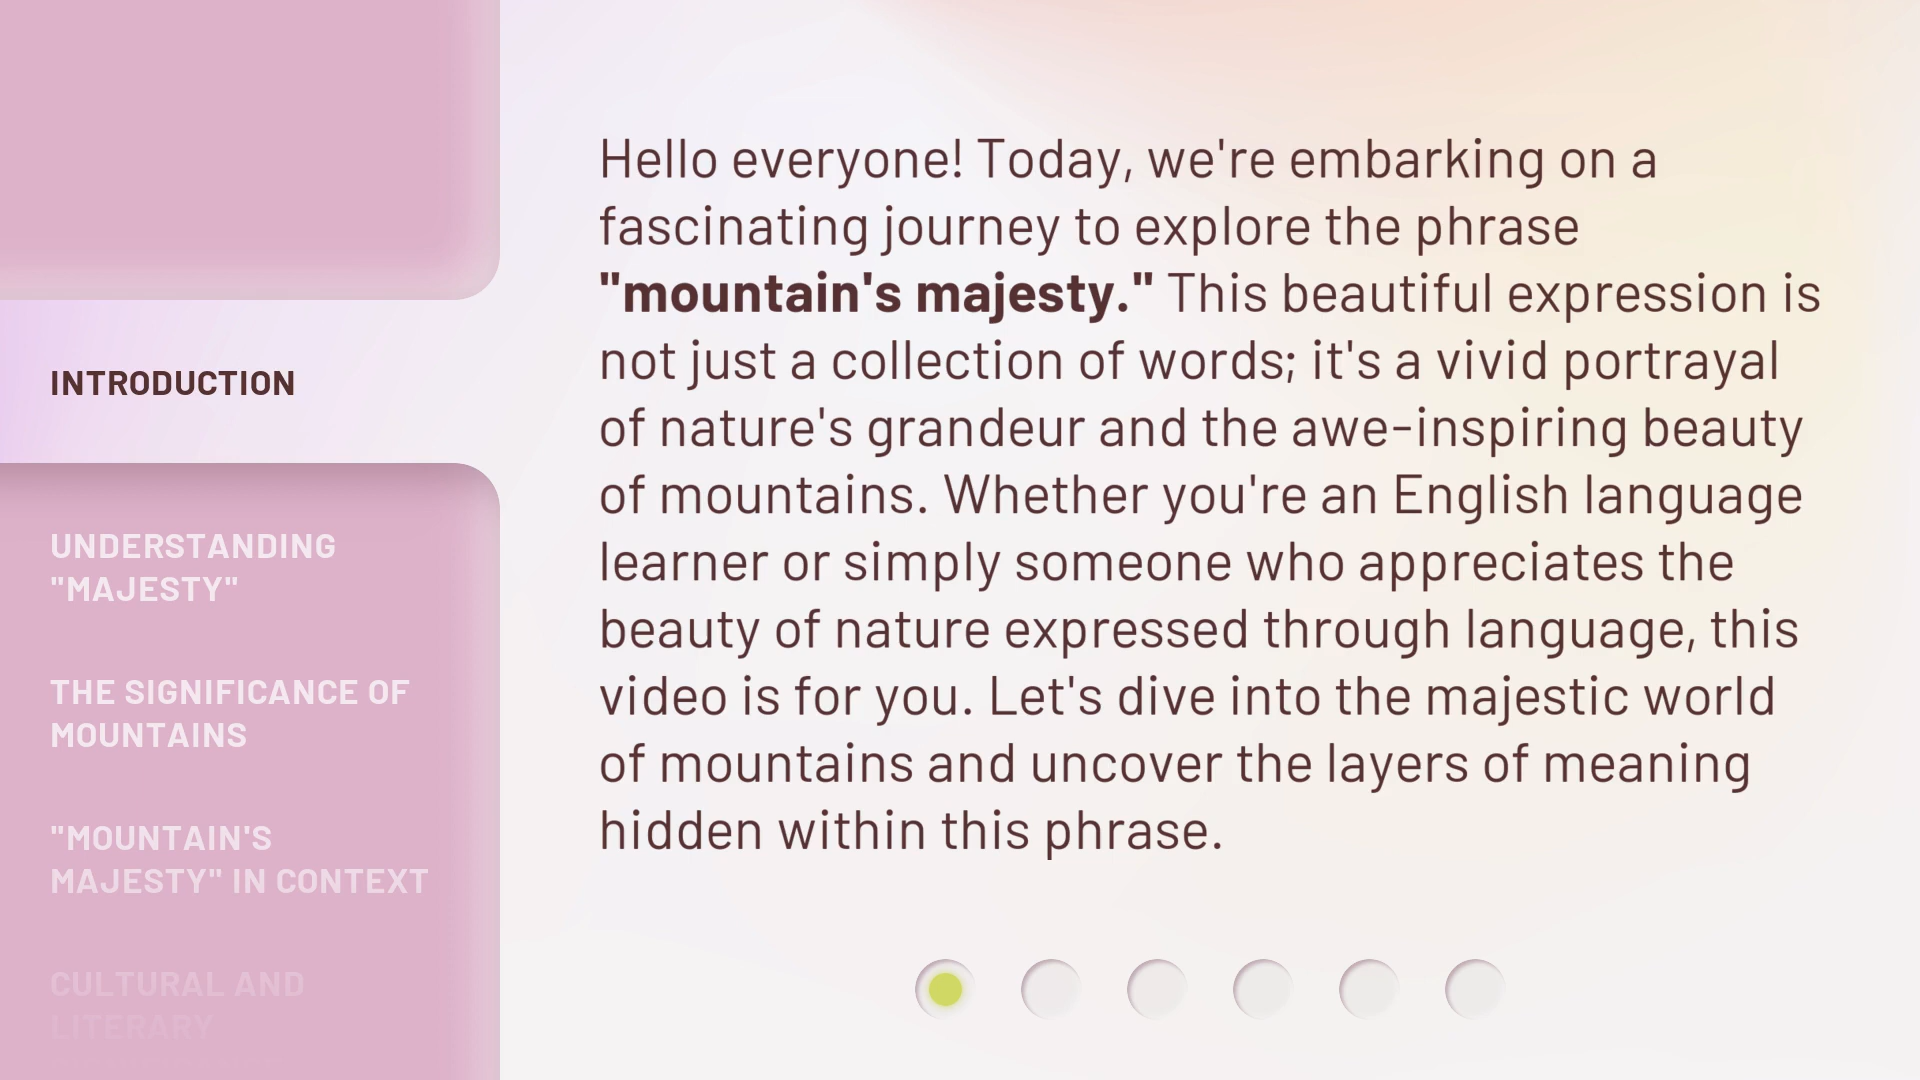 INTRODUCTION
UNDERSTANDING
"MAJESTY"
THE SIGNIFICANCE OF
MOUNTAINS
"MOUNTAIN'S
MAJESTY" IN CONTEXT
CULTURAL AND
LITERARY
Hello everyone! Today, we're embarking on a
fascinating journey to explore the phrase
"mountain's majesty." This beautiful expression is
not just a collection of words; it's a vivid portrayal
of nature's grandeur and the awe-inspiring beauty
of mountains. Whether you're an English language
learner or simply someone who appreciates the
beauty of nature expressed through language, this
video is for you. Let's dive into the majestic world
of mountains and uncover the layers of meaning
hidden within this phrase.